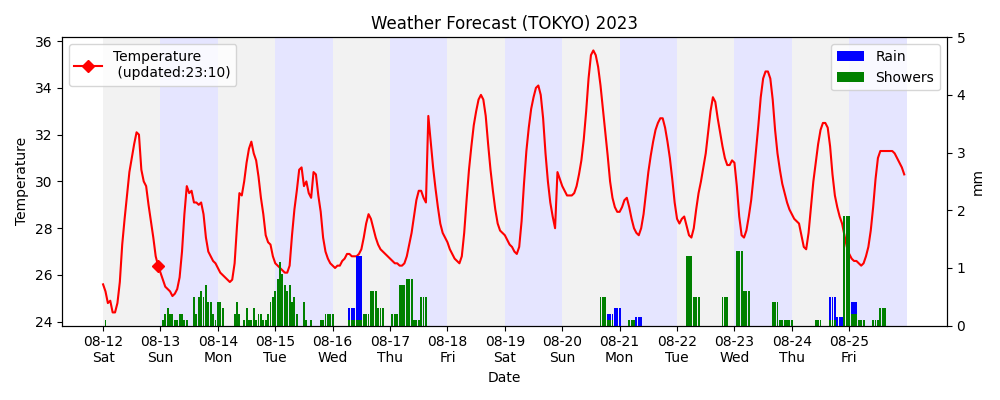 Weather Forecast (TOKYO) 2023
Temperature
(updated:23:10)
Rain
Showers
Temperature
36
34
32
30
28
26
24
5
4
3
2
1
0
mm
08-12 08-13 08-14 08-15 08-16 08-17 08-18 08-19 08-20 08-21 08-22 08-23 08-24 08-25
Sat Sun Mon Tue Wed Thu Fri Sat Sun Mon Tue Wed Thu Fri
Date